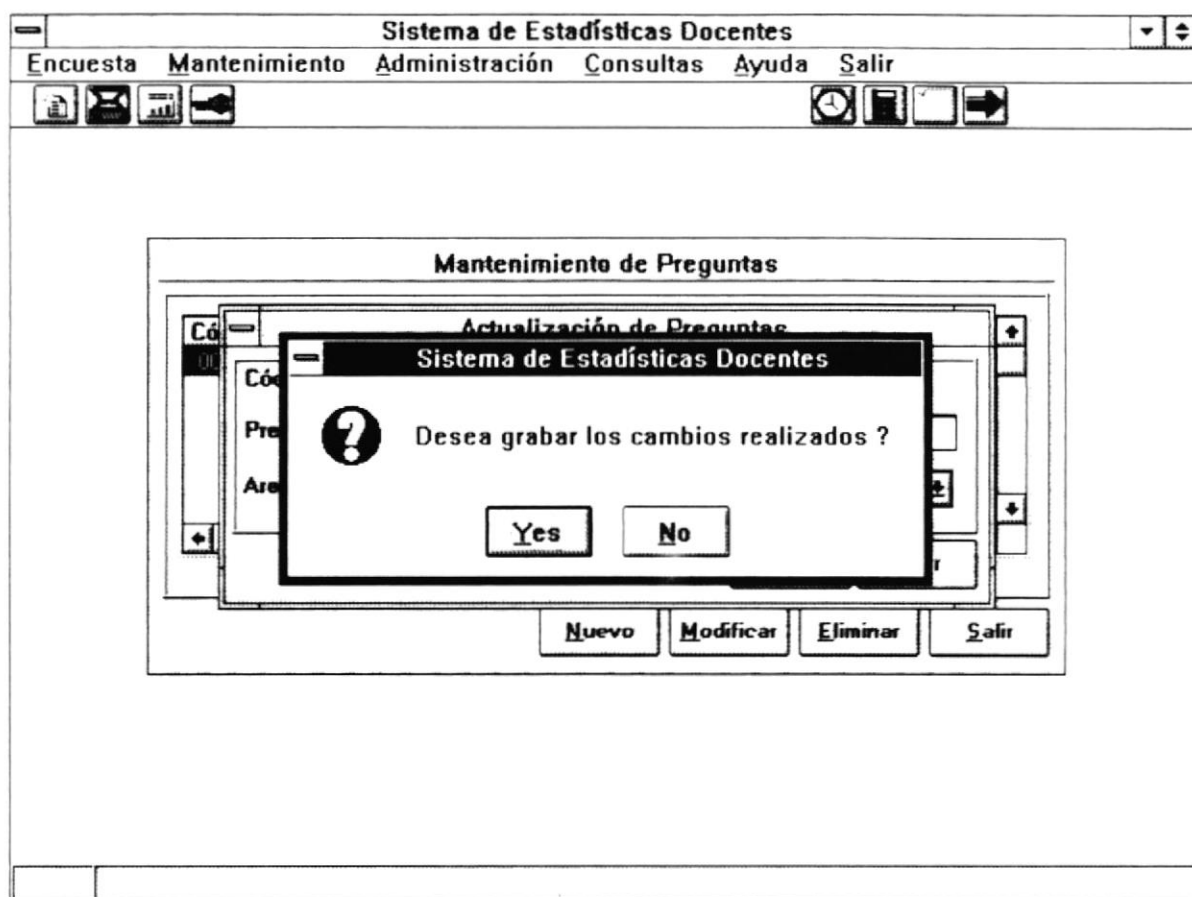 Sistema de Estadísticas Docentes
Encuesta Mantenimiento Administración Consultas Ayuda Salir
Mantenimiento de Preguntas
Actualización de Preguntas
Sistema de Estadísticas Docentes
Desea grabar los cambios realizados ?
Yes No
Nuevo Modificar Eliminar Salir